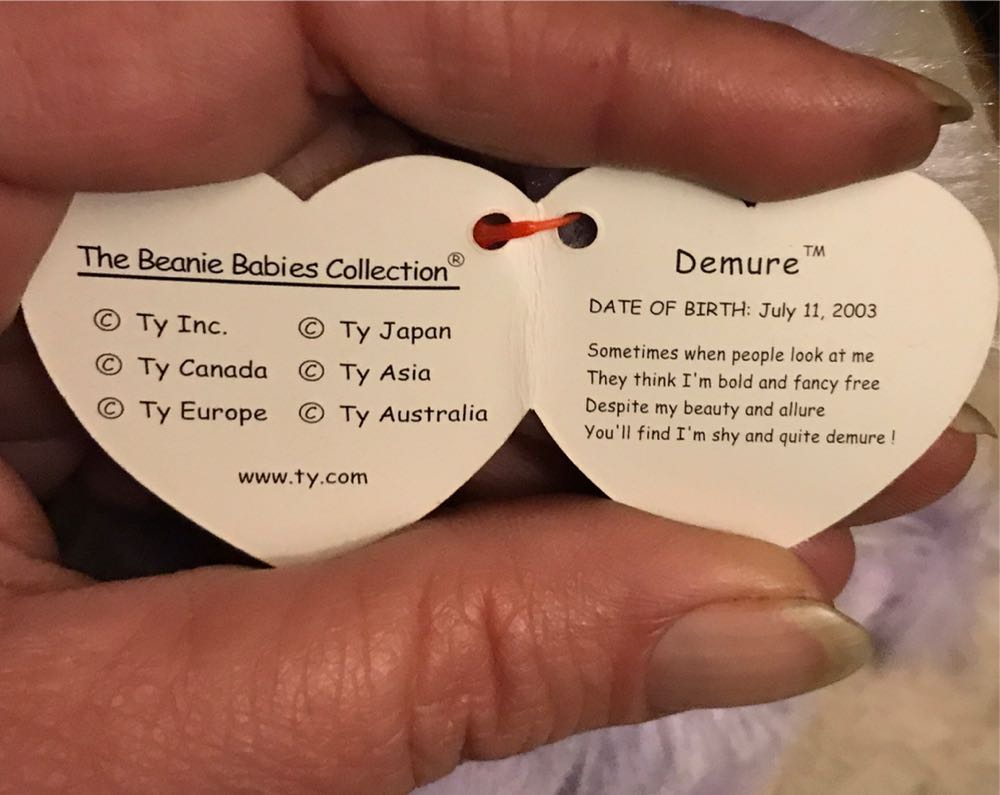 The Beanie Babies Collection®
© Ty Inc. © Ty Japan
© Ty Canada © Ty Asia
© Ty Europe © Ty Australia
www.ty.com
Demure™
DATE OF BIRTH: July 11, 2003
Sometimes when people look at me
They think I'm bold and fancy free
Despite my beauty and allure
You'll find I'm shy and quite demure !